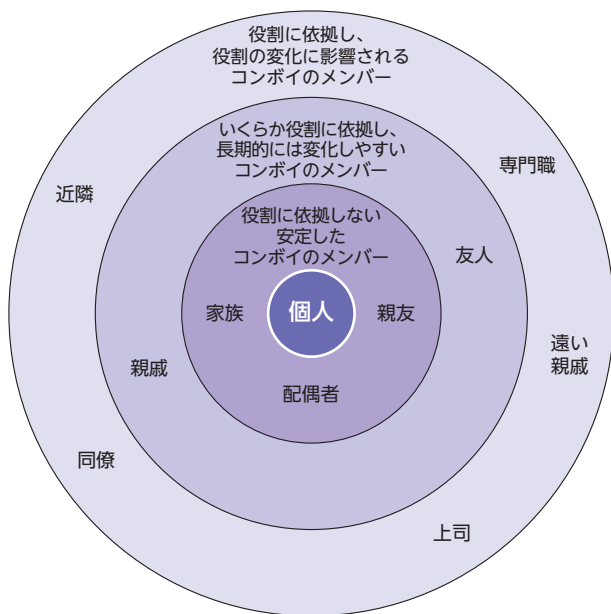 役割に依拠し、
役割の変化に影響される
コンボイのメンバー
いくらか役割に依拠し、
長期的には変化しやすい
コンボイのメンバー
専門職
近隣
役割に依拠しない
安定した
コンボイのメンバー
友人
家族
個人
親友
遠い
親戚
親戚
配偶者
同僚
上司